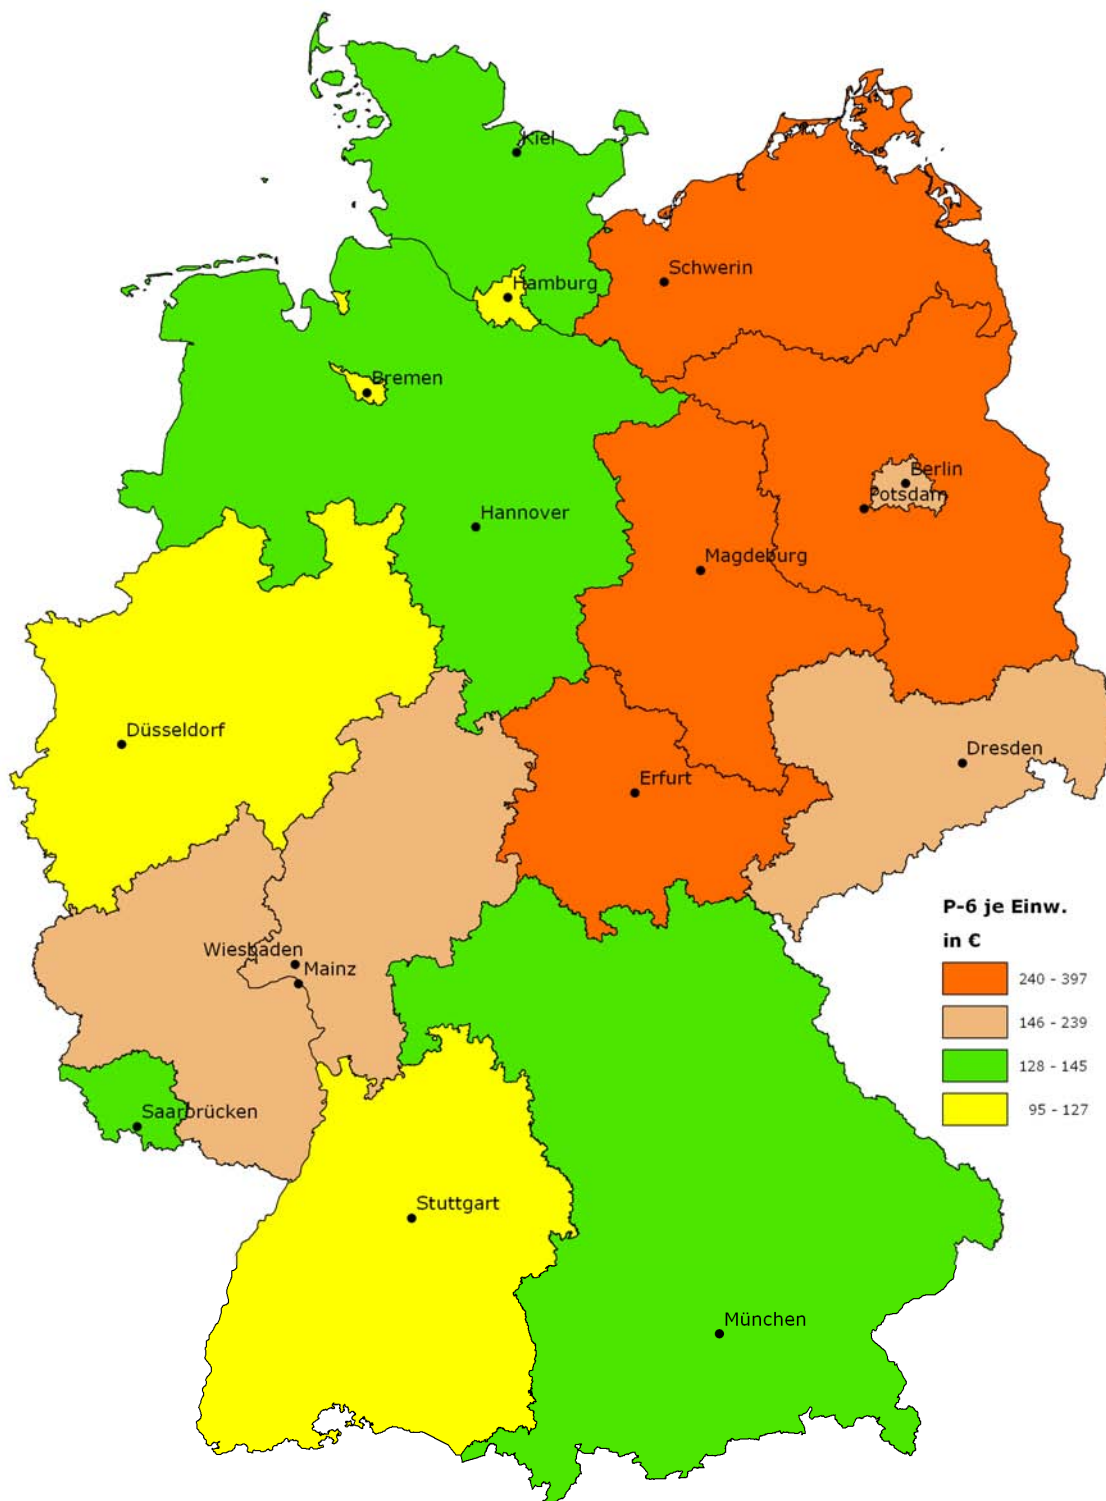 Kiel
Schwerin
Hamburg
Bremen
Berlin
Potsdam
Hannover
Magdeburg
Düsseldorf
Dresden
Erfurt
P-6 je Einw.
in €
Wiesbaden
Mainz
240 - 397
146 - 239
128 - 145
95 - 127
Saarbrücken
Stuttgart
München